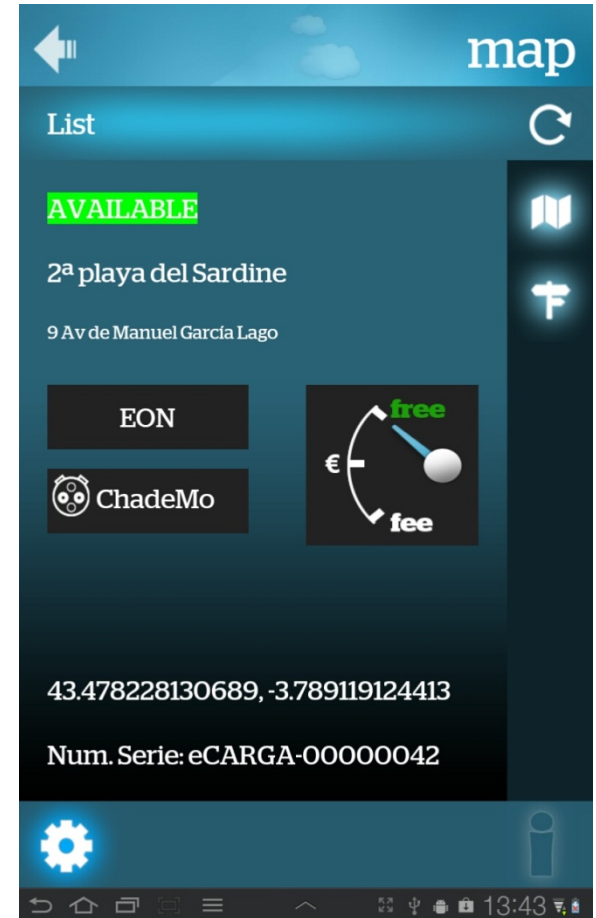 map
List
AVAILABLE
2ª playa del Sardine
9 Av de Manuel García Lago
EON
ChadeMo
free
€
fee
43.478228130689, -3.789119124413
Num. Serie: eCARGA-00000042
13:43